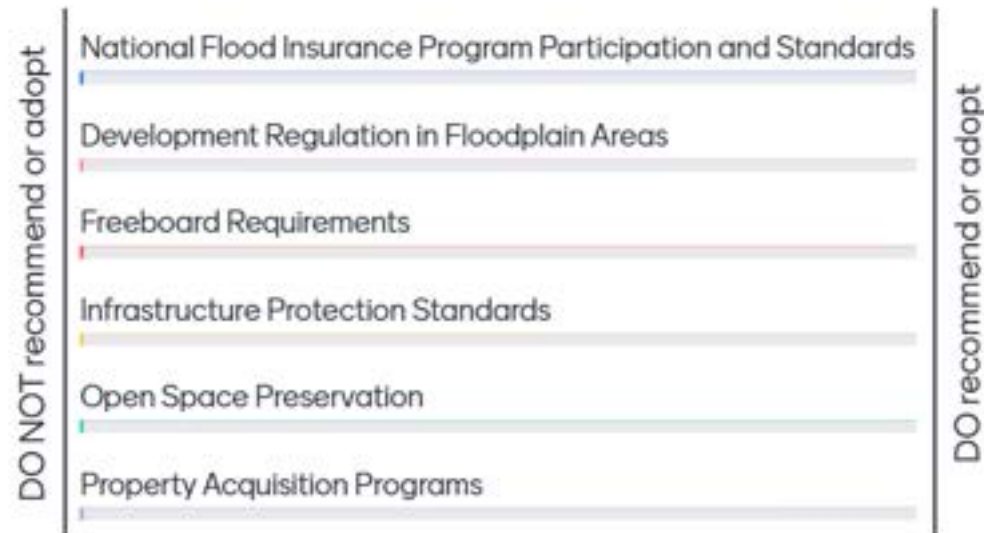 DO NOT recommend or adopt
National Flood Insurance Program Participation and Standards
Development Regulation in Floodplain Areas
Freeboard Requirements
Infrastructure Protection Standards
Open Space Preservation
Property Acquisition Programs
DO recommend or adopt